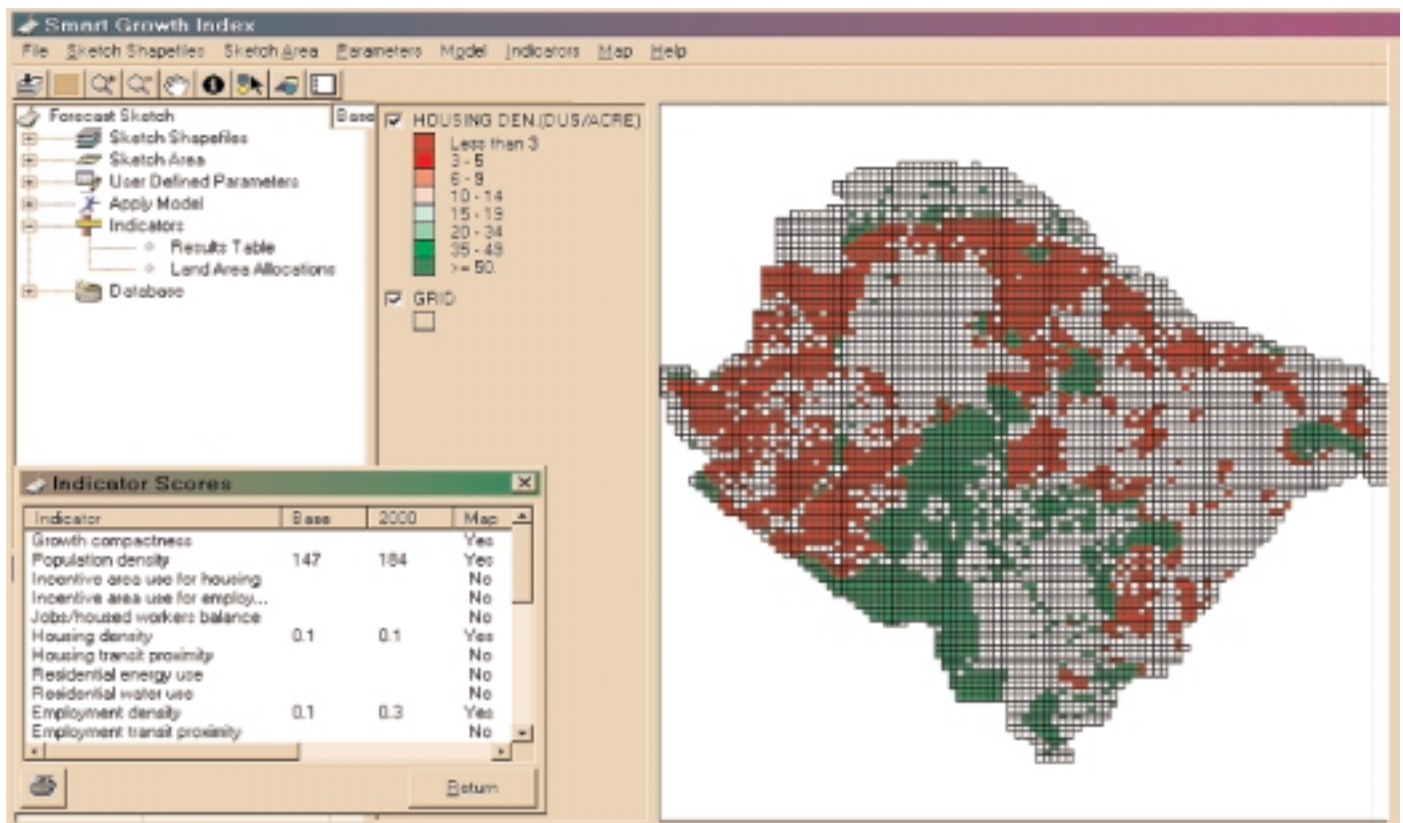 Smart Growth Index
File Sketch Shapefiles Sketch Area Parameters Model Indicators Map Help
Forecast Sketch
Base
Sketch Shapefiles
Sketch Area
User Defined Parameters
Apply Model
Indicators
Results Table
Land Area Allocations
Database
HOUSING DEN.(DUS/ACRE)
Less than 3
3 - 5
6 - 9
10 - 14
15 - 19
20 - 34
35 - 49
>= 50
GRID
Indicator Scores
Indicator Base 2000 Map
Growth compactness Yes
Population density 147 184 Yes
Incentive area use for housing No
Incentive area use for employ... No
Jobs/housed workers balance No
Housing density 0.1 0.1 Yes
Housing transit proximity No
Residential energy use No
Residential water use No
Employment density 0.1 0.3 Yes
Employment transit proximity No
Return